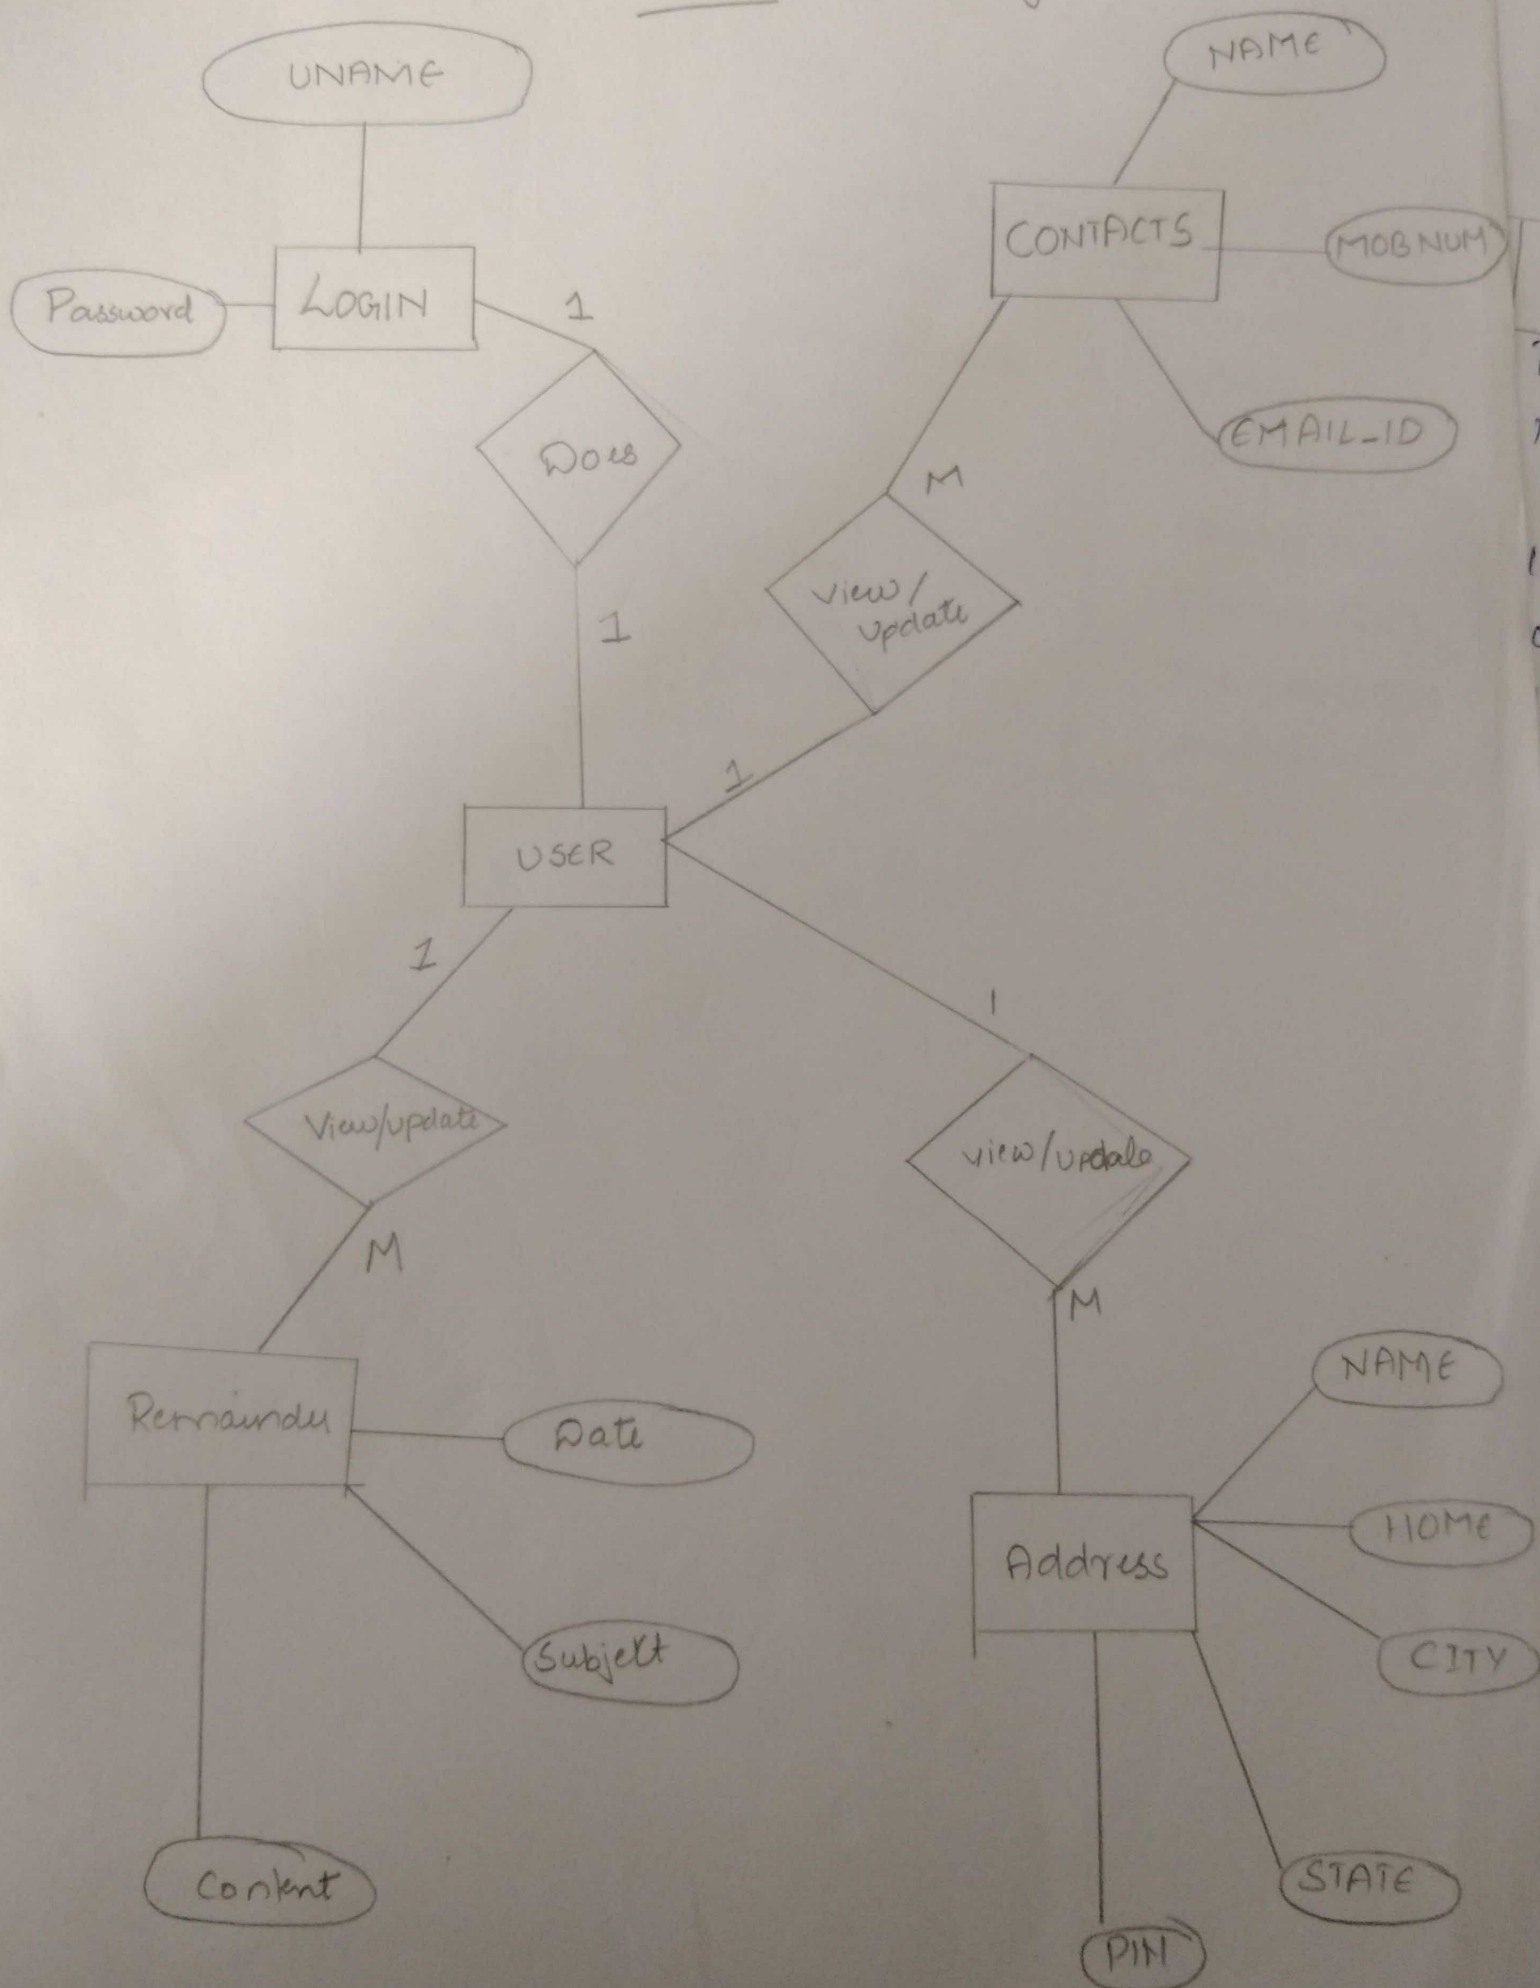 UNAME
NAME
CONTACTS
MOBNUM
Password
LOGIN
1
Does
EMAIL_ID
M
View/
Update
1
1
USER
1
1
View/update
view/update
M
M
NAME
Remainder
Date
HOME
Address
Subject
CITY
Content
STATE
PIN